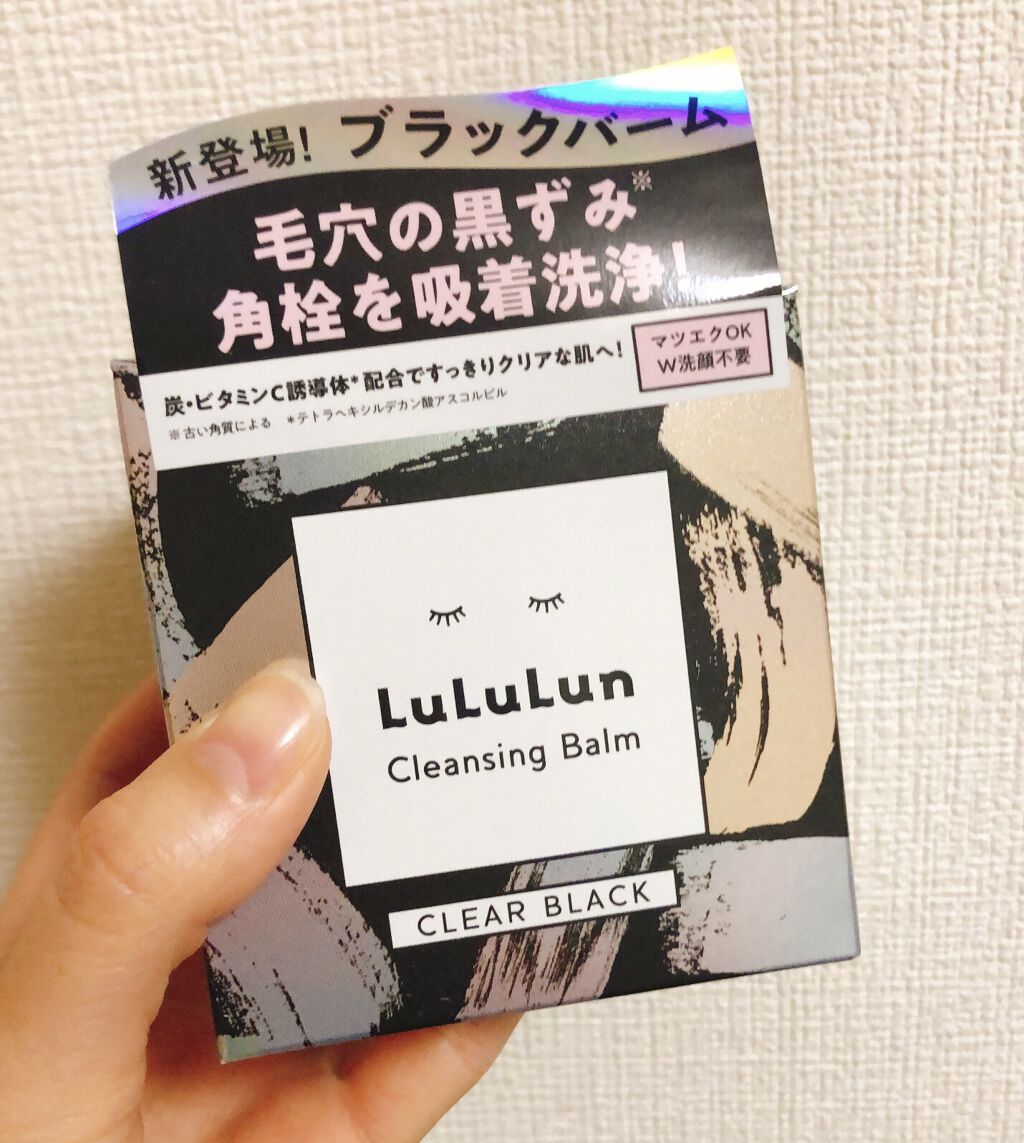 新登場! ブラックバーム
毛穴の黒ずみ※
角栓を吸着洗浄!
炭・ビタミンC誘導体*配合ですっきりクリアな肌へ!
※古い角質による *テトラヘキシルデカン酸アスコルビル
マツエクOK
W洗顔不要
LuLuLun
Cleansing Balm
CLEAR BLACK